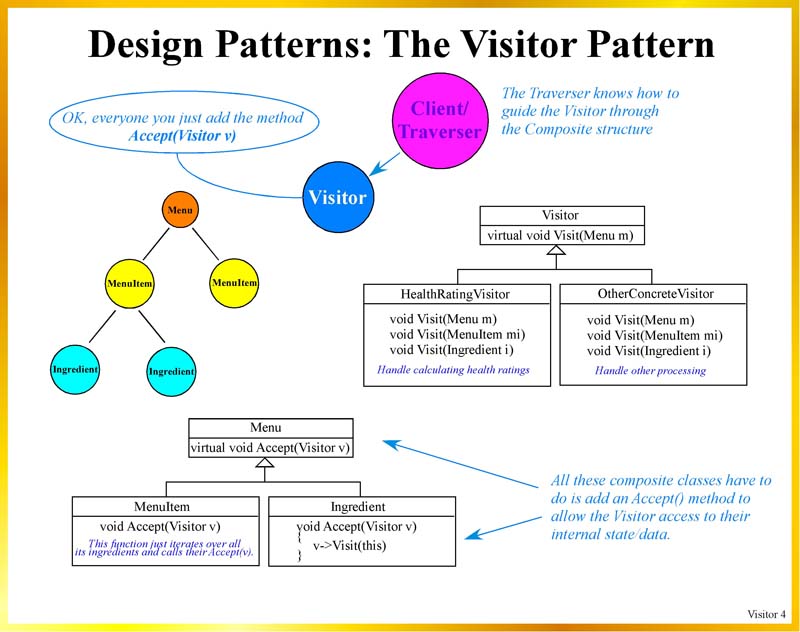 Design Patterns: The Visitor Pattern
OK, everyone you just add the method
Accept(Visitor v)
Client/
Traverser
The Traverser knows how to
guide the Visitor through
the Composite structure
Visitor
Menu
MenuItem
MenuItem
Ingredient
Ingredient
Visitor
virtual void Visit(Menu m)
HealthRatingVisitor
void Visit(Menu m)
void Visit(MenuItem mi)
void Visit(Ingredient i)
Handle calculating health ratings
OtherConcreteVisitor
void Visit(Menu m)
void Visit(MenuItem mi)
void Visit(Ingredient i)
Handle other processing
Menu
virtual void Accept(Visitor v)
MenuItem
void Accept(Visitor v)
This function just iterates over all
its ingredients and calls their Accept(v).
Ingredient
void Accept(Visitor v)
{
v->Visit(this)
}
All these composite classes have to
do is add an Accept() method to
allow the Visitor access to their
internal state/data.
Visitor 4